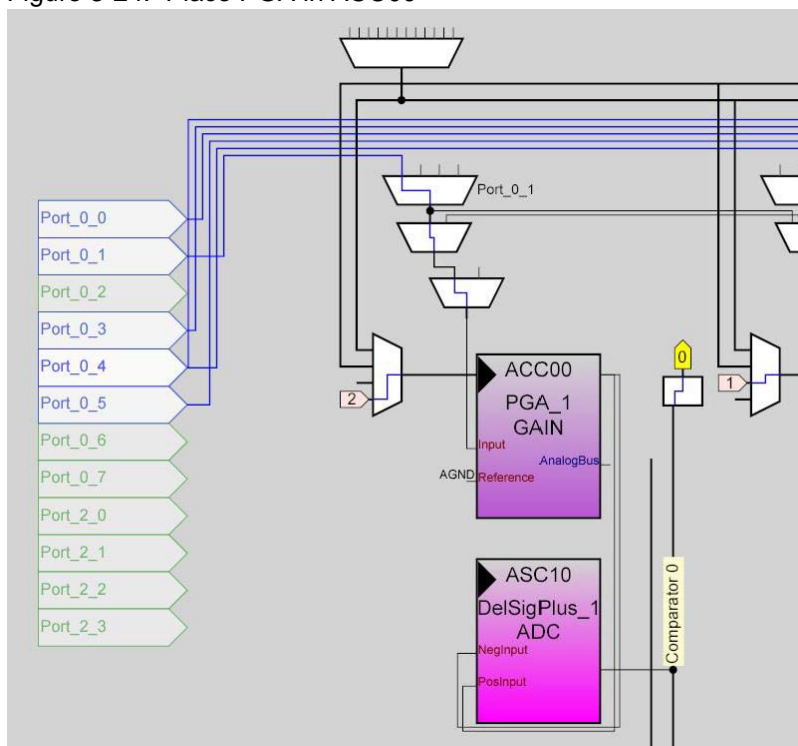 Port_0_1
Port_0_0
Port_0_1
Port_0_2
Port_0_3
Port_0_4
Port_0_5
Port_0_6
Port_0_7
Port_2_0
Port_2_1
Port_2_2
Port_2_3
2
ACC00
PGA_1
GAIN
Input
AnalogBus
AGND
Reference
0
1
ASC10
DelSigPlus_1
ADC
NegInput
PosInput
Comparator 0